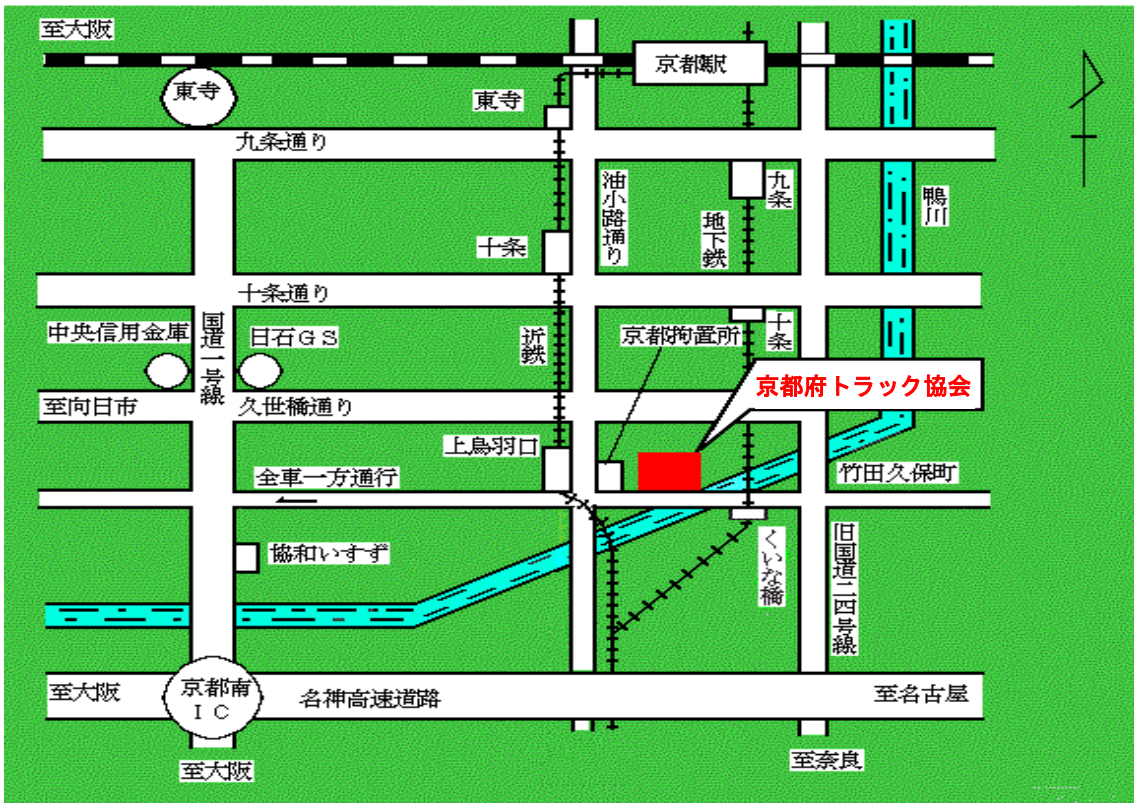 至大阪
京都駅
東寺
東寺
九条通り
油小路通り
九条
鴨川
地下鉄
十条
十条通り
中央信用金庫
国道一号線
日石GS
近鉄
京都拘置所
十条
京都府トラック協会
至向日市
久世橋通り
上鳥羽口
全車一方通行
竹田久保町
協和いすず
くいな橋
旧国道二四号線
至大阪
京都南
IC
名神高速道路
至名古屋
至大阪
至奈良